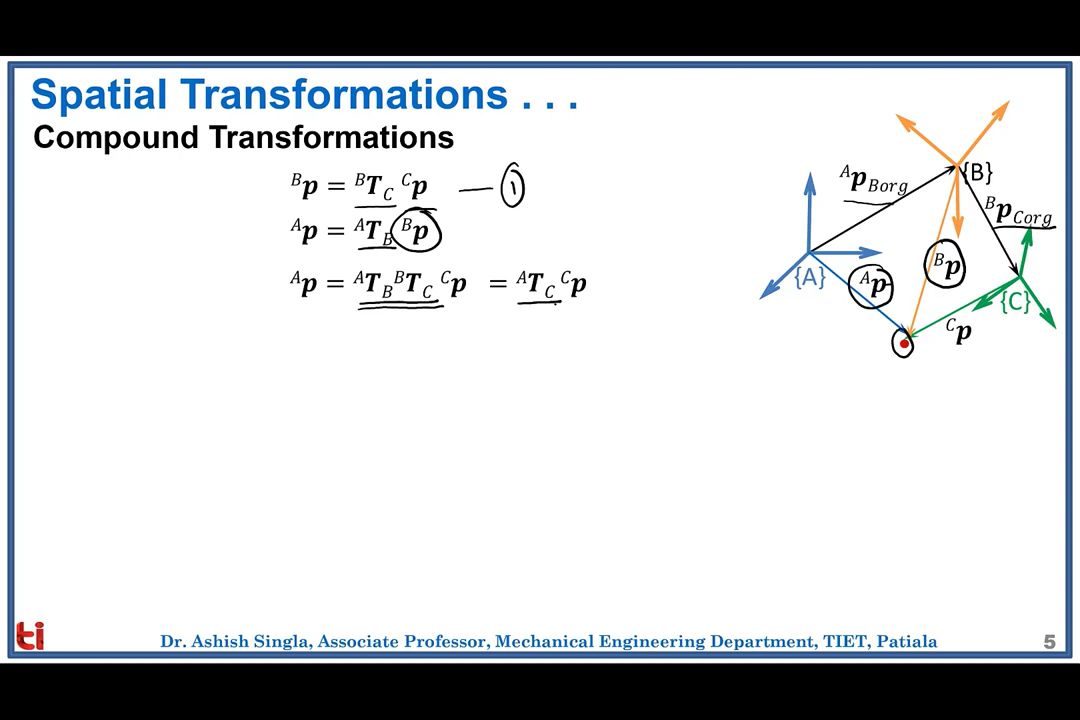 Spatial Transformations . . .
Compound Transformations
ᴮp = ᴮT_C ᶜp — ①
ᴬp = ᴬT_B ᴮp
ᴬp = ᴬT_B ᴮT_C ᶜp = ᴬT_C ᶜp
ᴬp_Borg
{B}
ᴮp_Corg
{A}
ᴬp
ᴮp
{C}
ᶜp
ti
Dr. Ashish Singla, Associate Professor, Mechanical Engineering Department, TIET, Patiala
5